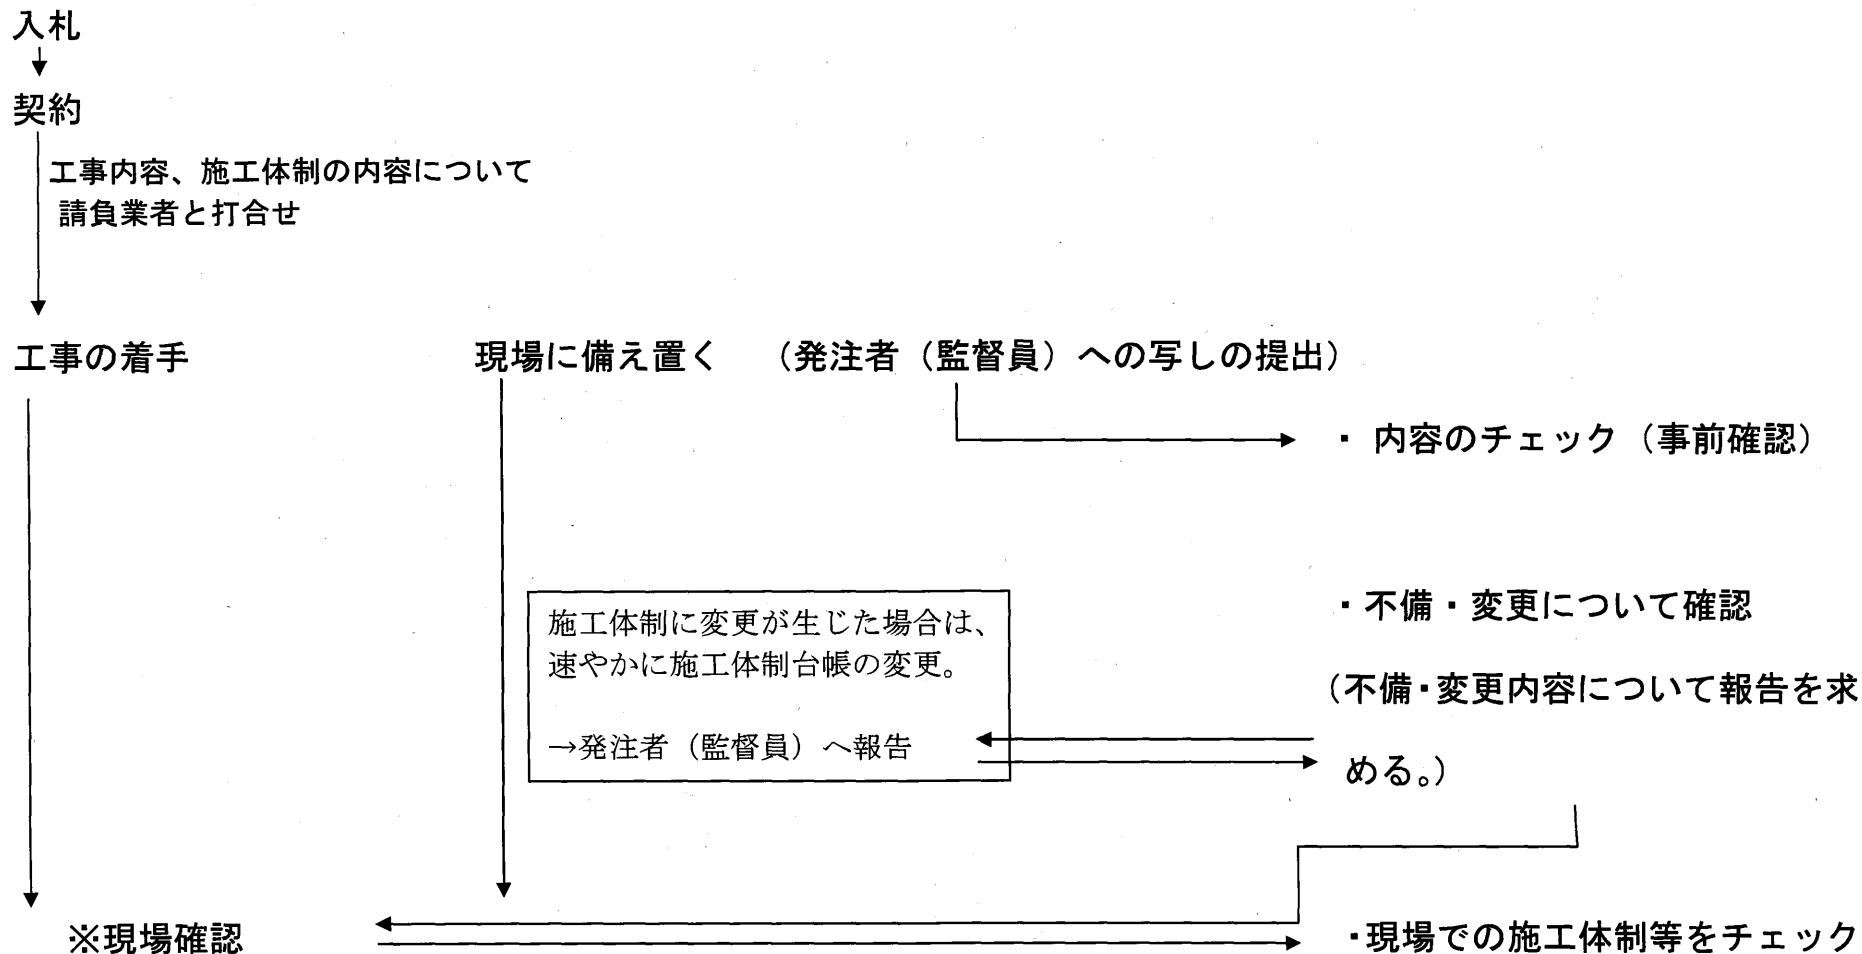 入札
契約
工事内容、施工体制の内容について
請負業者と打合せ
工事の着手
現場に備え置く （発注者（監督員）への写しの提出）
・ 内容のチェック（事前確認）
施工体制に変更が生じた場合は、
速やかに施工体制台帳の変更。
→発注者（監督員）へ報告
・不備・変更について確認
（不備・変更内容について報告を求
める。）
※現場確認
・現場での施工体制等をチェック